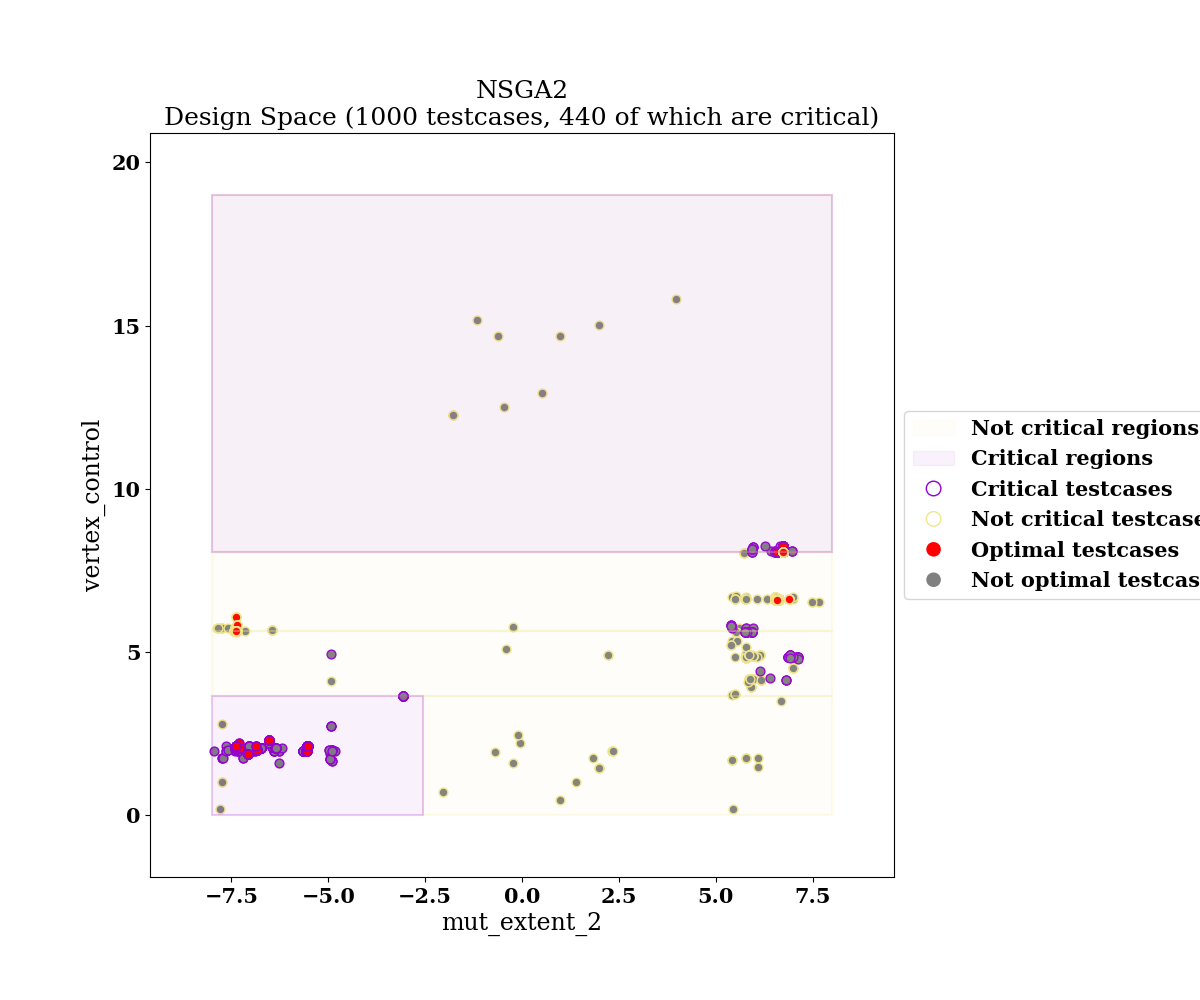 NSGA2
Design Space (1000 testcases, 440 of which are critical)
20
15
10
5
0
vertex_control
−7.5
−5.0
−2.5
0.0
2.5
5.0
7.5
mut_extent_2
Not critical regions
Critical regions
Critical testcases
Not critical testcase
Optimal testcases
Not optimal testcas